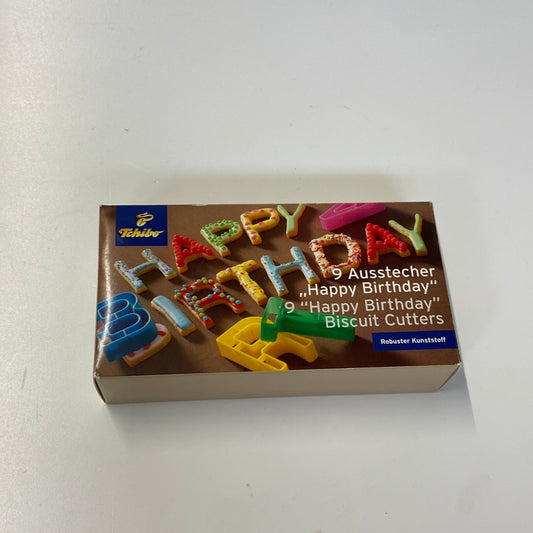 Tchibo
HAPPY
BIRTHDAY
9 Ausstecher
„Happy Birthday“
9 “Happy Birthday”
Biscuit Cutters
Robuster Kunststoff